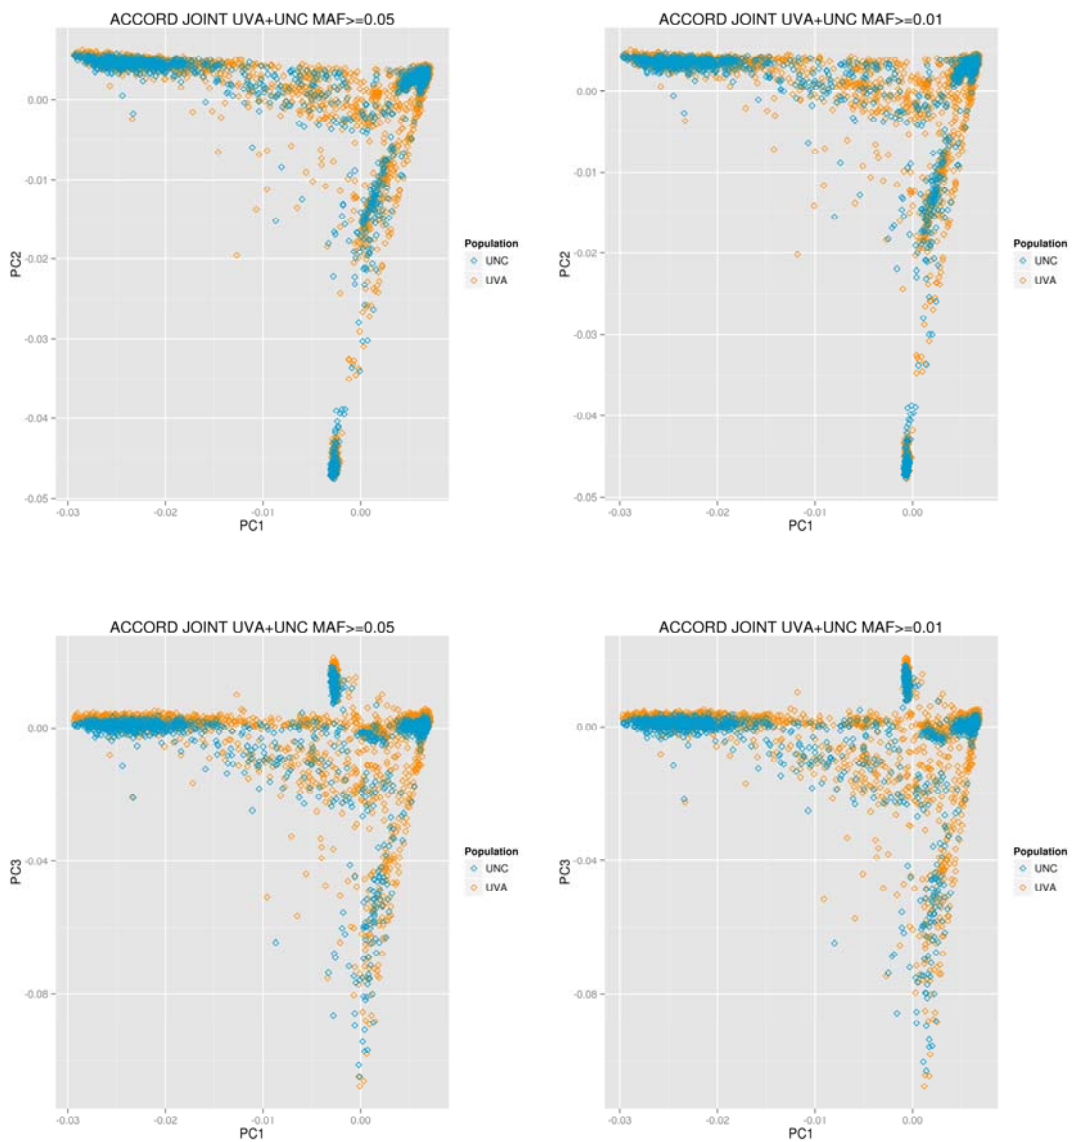 ACCORD JOINT UVA+UNC MAF>=0.05
0.00
-0.01
-0.02
-0.03
-0.04
-0.05
PC2
-0.03
-0.02
-0.01
0.00
PC1
Population
UNC
UVA
ACCORD JOINT UVA+UNC MAF>=0.01
0.00
-0.01
-0.02
-0.03
-0.04
-0.05
PC2
-0.03
-0.02
-0.01
0.00
PC1
Population
UNC
UVA
ACCORD JOINT UVA+UNC MAF>=0.05
0.00
-0.04
-0.08
PC3
-0.03
-0.02
-0.01
0.00
PC1
Population
UNC
UVA
ACCORD JOINT UVA+UNC MAF>=0.01
0.00
-0.04
-0.08
PC3
-0.03
-0.02
-0.01
0.00
PC1
Population
UNC
UVA